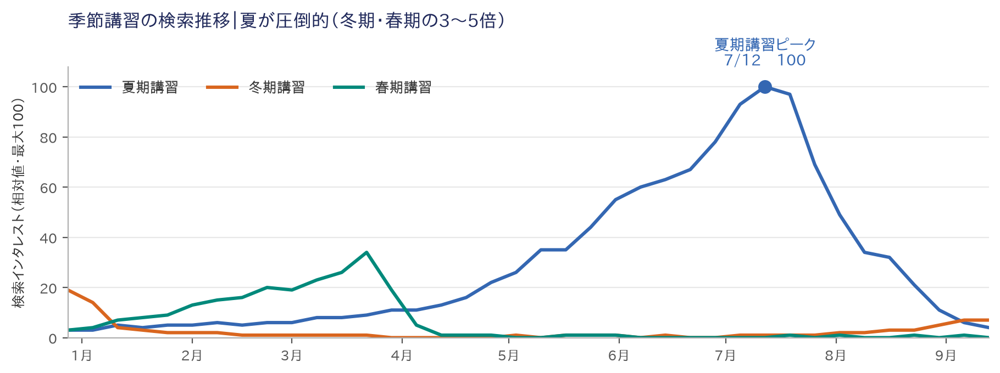 季節講習の検索推移|夏が圧倒的(冬期・春期の3〜5倍)
夏期講習ピーク
7/12 100
夏期講習 冬期講習 春期講習
検索インタレスト(相対値・最大100)
100
80
60
40
20
0
1月 2月 3月 4月 5月 6月 7月 8月 9月